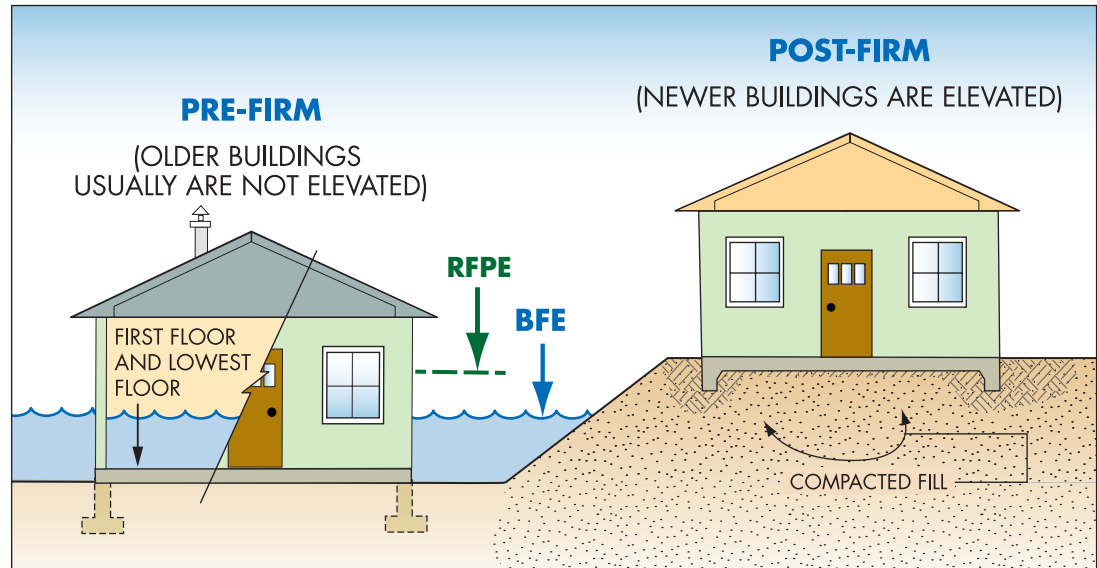 PRE-FIRM
(OLDER BUILDINGS
USUALLY ARE NOT ELEVATED)
POST-FIRM
(NEWER BUILDINGS ARE ELEVATED)
RFPE
BFE
FIRST FLOOR
AND LOWEST
FLOOR
COMPACTED FILL